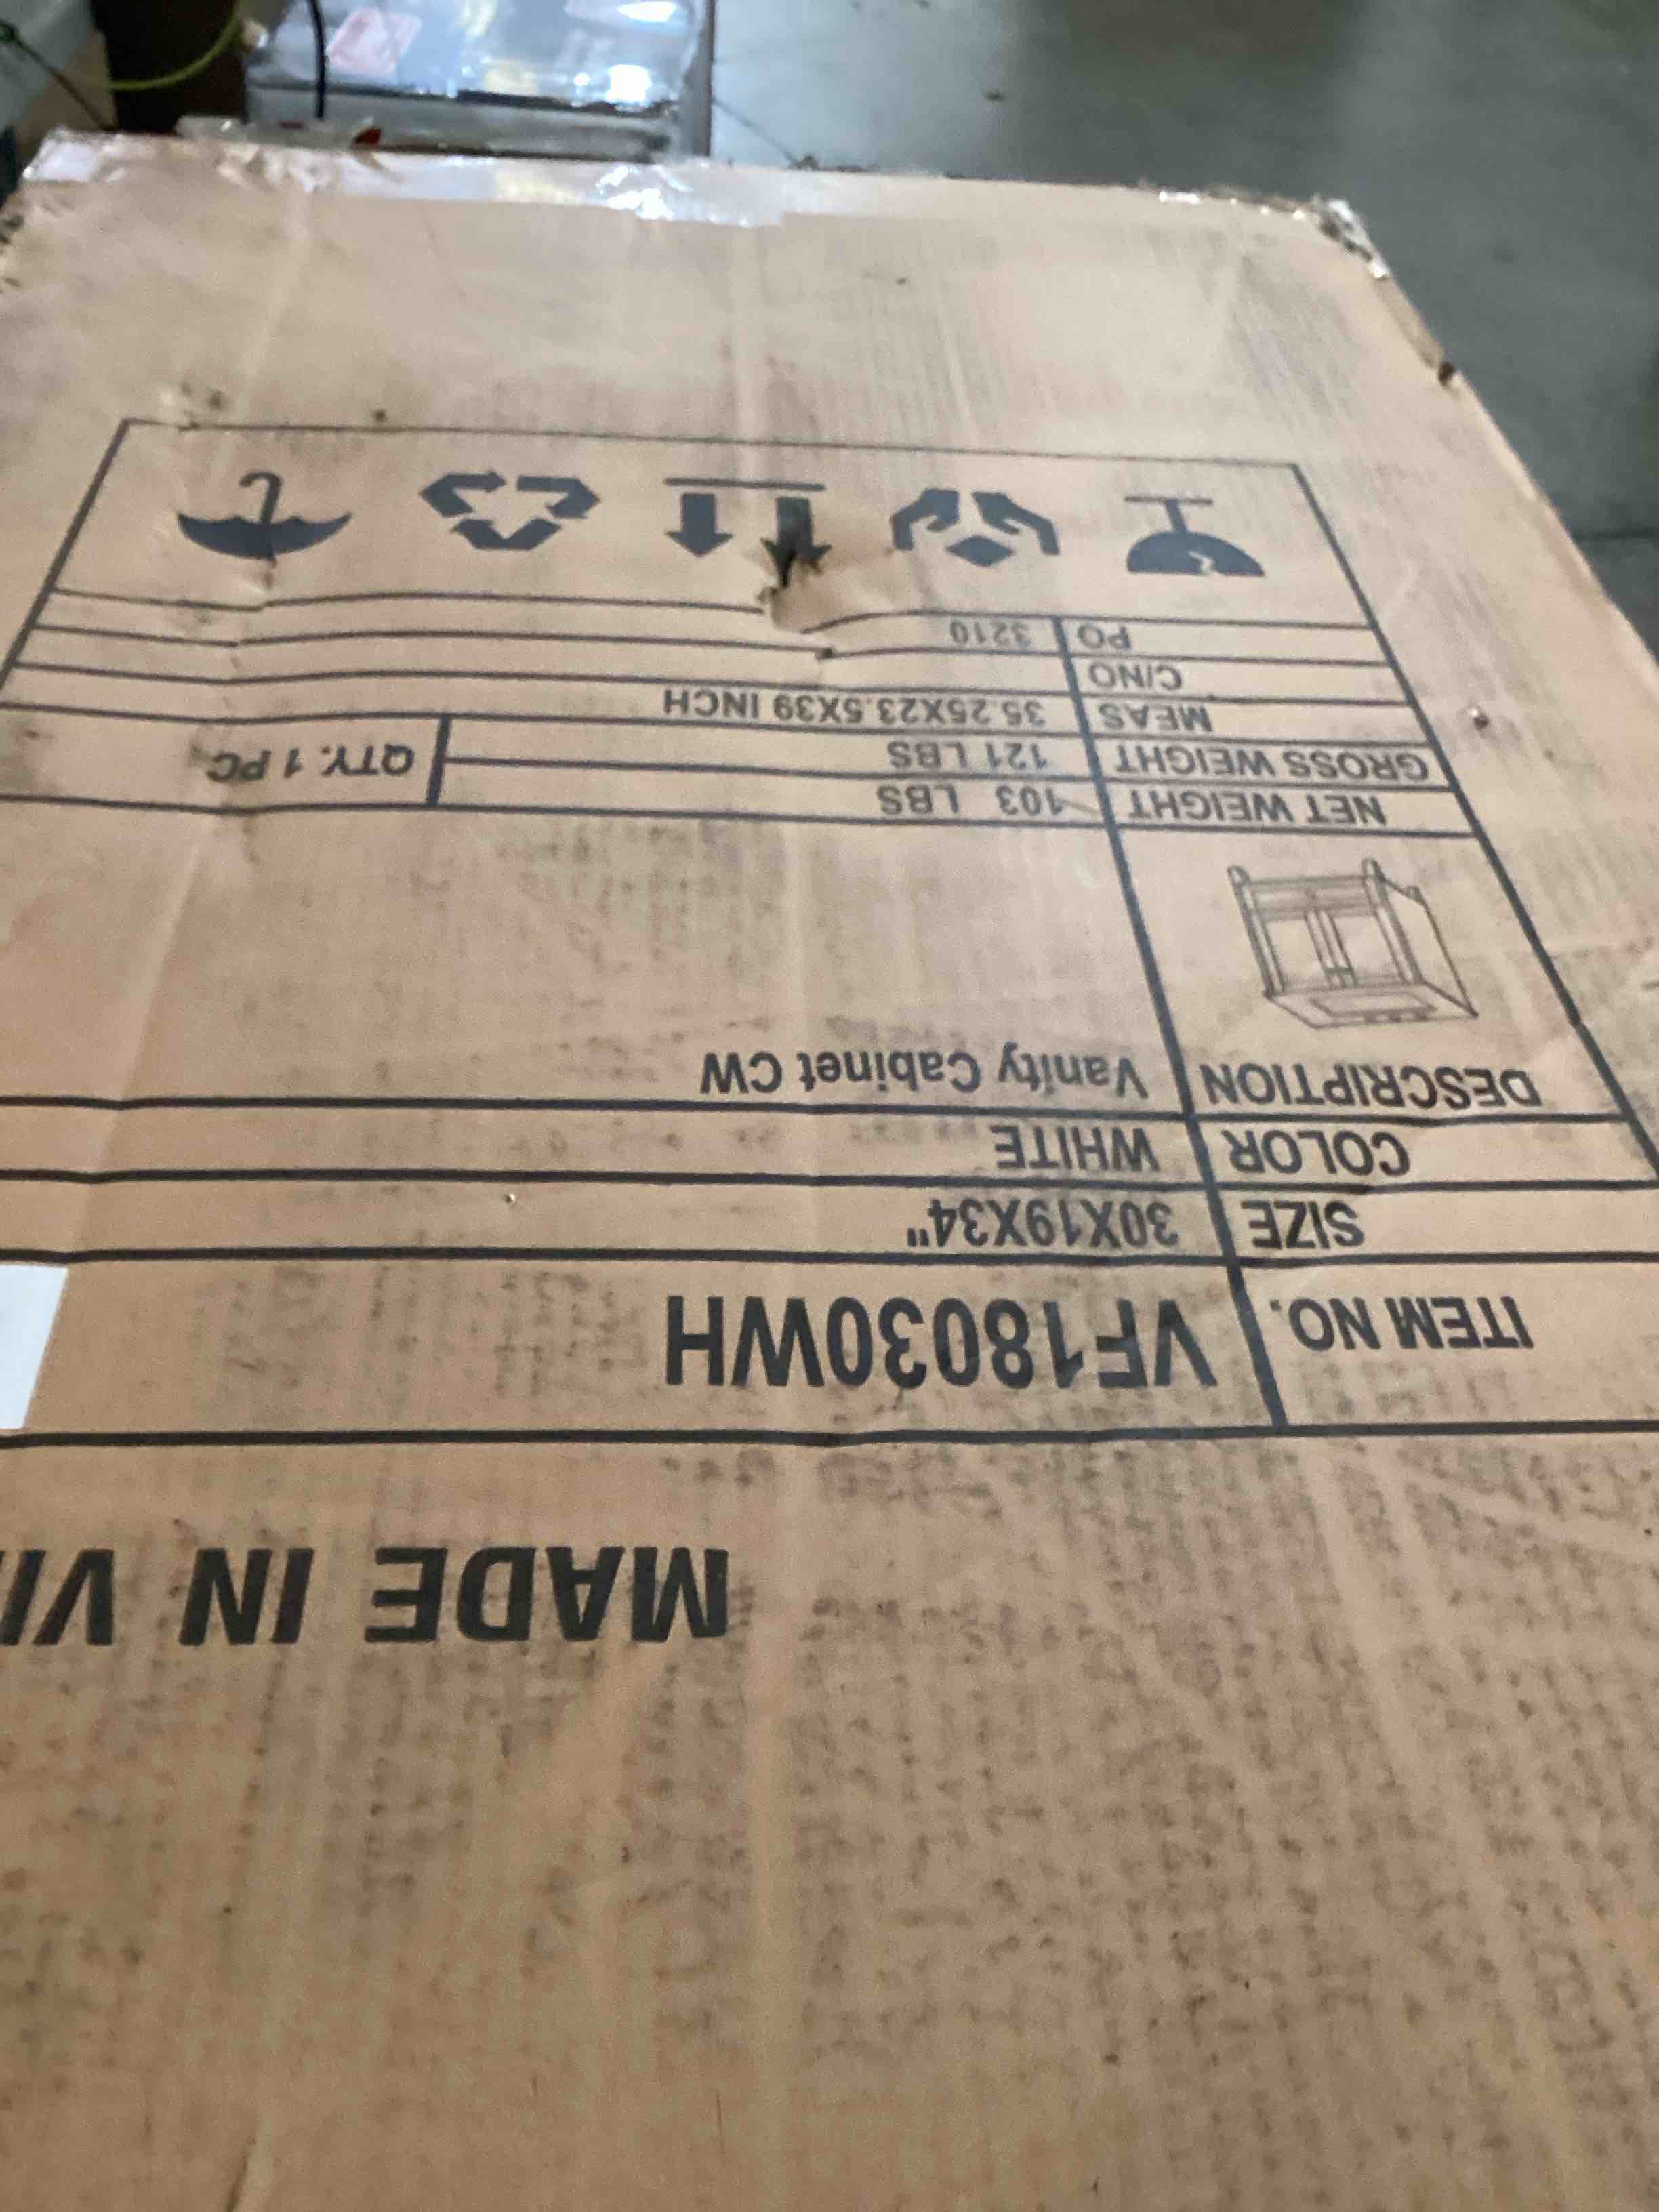 MADE IN VI
ITEM NO. VF18030WH
SIZE 30X19X34"
COLOR WHITE
DESCRIPTION Vanity Cabinet CW
NET WEIGHT 103 LBS
GROSS WEIGHT 121 LBS
QTY: 1 PC
MEAS 35.25X23.5X39 INCH
C/NO
PO 3210